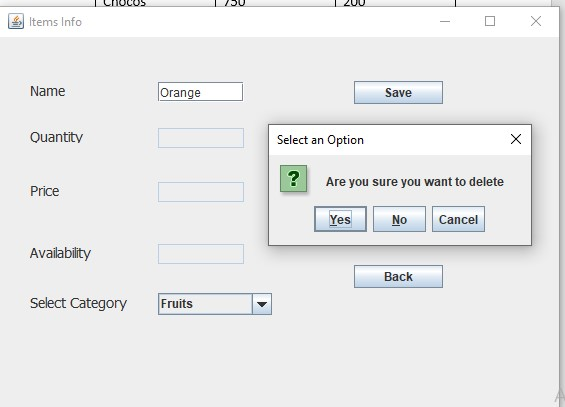 Chocos 750 200
Items Info
Name Orange Save
Quantity
Select an Option
? Are you sure you want to delete
Price
Yes No Cancel
Availability
Back
Select Category Fruits
A